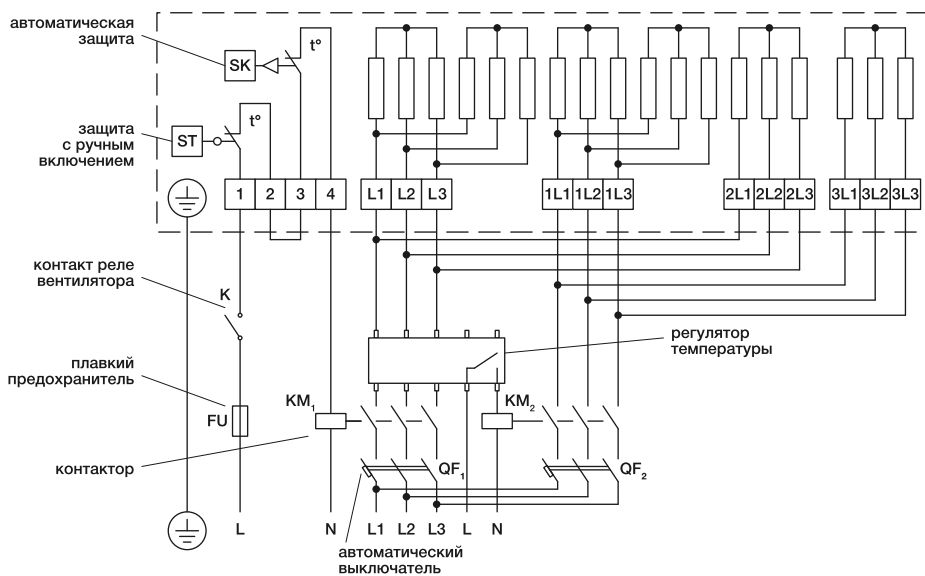 автоматическая
защита
SK
t°
защита
с ручным
включением
ST
t°
1 2 3 4
L1 L2 L3
1L1 1L2 1L3
2L1 2L2 2L3
3L1 3L2 3L3
контакт реле
вентилятора
K
регулятор
температуры
плавкий
предохранитель
FU
KM1
KM2
контактор
QF1
QF2
L N L1 L2 L3 L N
автоматический
выключатель